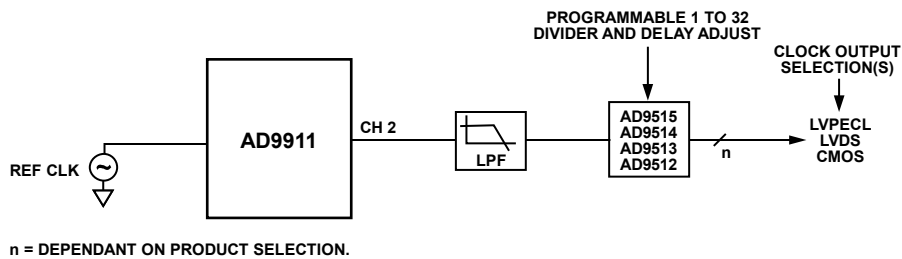 PROGRAMMABLE 1 TO 32
DIVIDER AND DELAY ADJUST
CLOCK OUTPUT
SELECTION(S)
AD9911
CH 2
LPF
AD9515
AD9514
AD9513
AD9512
n
LVPECL
LVDS
CMOS
REF CLK
n = DEPENDANT ON PRODUCT SELECTION.